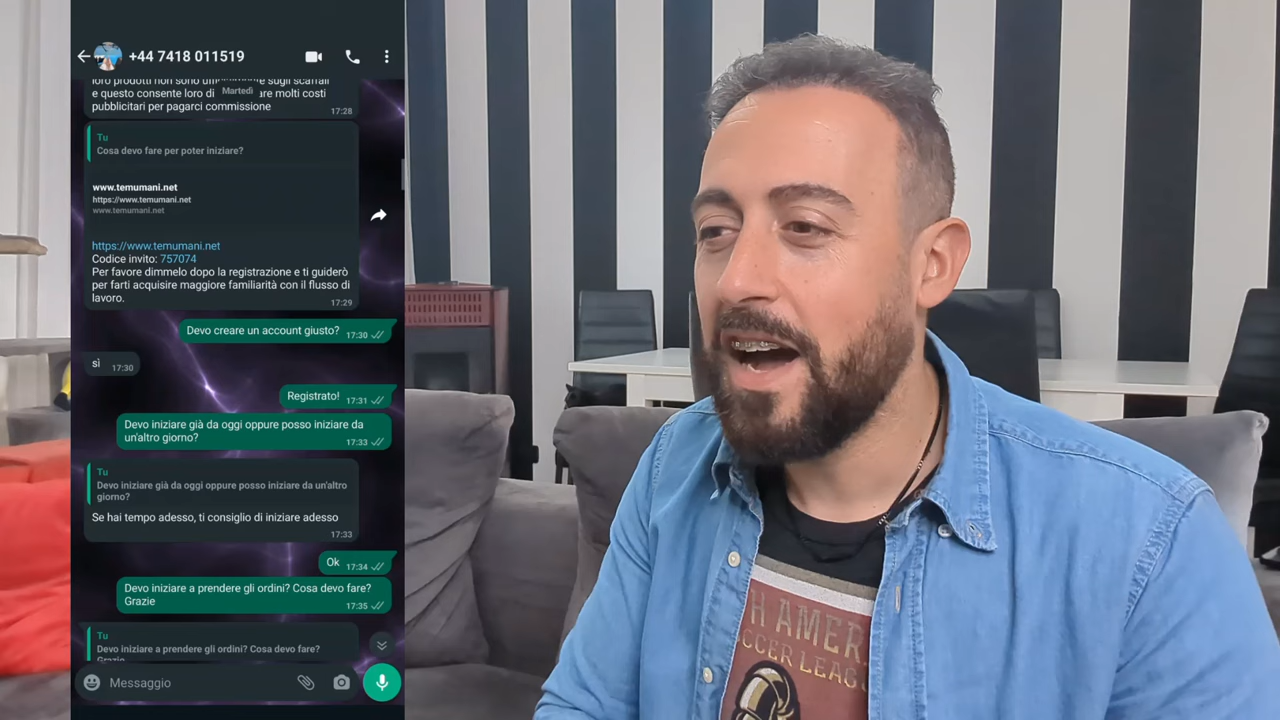 +44 7418 011519
loro prodotti non sono ufficialmente sugli scaffali
Martedì
e questo consente loro di are molti costi
pubblicitari per pagarci commissione
17:28
Tu
Cosa devo fare per poter iniziare?
www.temumani.net
https://www.temumani.net
www.temumani.net
https://www.temumani.net
Codice invito: 757074
Per favore dimmelo dopo la registrazione e ti guiderò
per farti acquisire maggiore familiarità con il flusso di
lavoro.
17:29
Devo creare un account giusto?
17:30
sì
17:30
Registrato!
17:31
Devo iniziare già da oggi oppure posso iniziare da
un'altro giorno?
17:33
Tu
Devo iniziare già da oggi oppure posso iniziare da un'altro
giorno?
Se hai tempo adesso, ti consiglio di iniziare adesso
17:33
Ok
17:34
Devo iniziare a prendere gli ordini? Cosa devo fare?
Grazie
17:35
Tu
Devo iniziare a prendere gli ordini? Cosa devo fare?
Grazie
Messaggio
H AMER
CCER LEAG